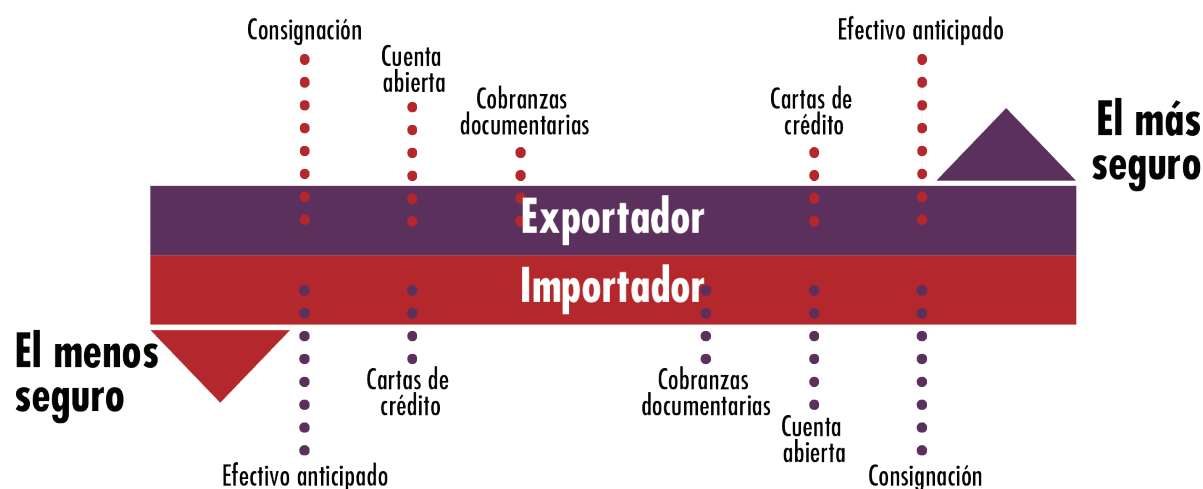 Consignación
Efectivo anticipado
Cuenta
abierta
Cobranzas
documentarias
Cartas de
crédito
El más
seguro
Exportador
Importador
El menos
seguro
Cartas de
crédito
Cobranzas
documentarias
Cuenta
abierta
Efectivo anticipado
Consignación